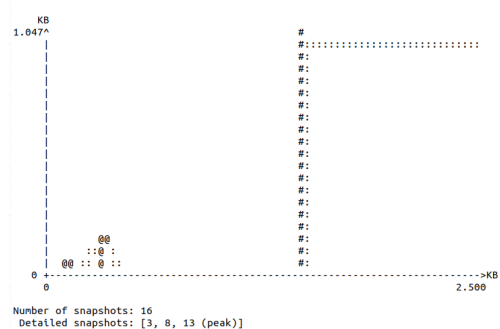 KB
1.047^                                          #
     |                                          #:::::::::::::::::::::::::::::
     |                                          #:
     |                                          #:
     |                                          #:
     |                                          #:
     |                                          #:
     |                                          #:
     |                                          #:
     |                                          #:
     |                                          #:
     |                                          #:
     |                                          #:
     |                                          #:
     |                                          #:
     |                                          #:
     |        @@                                #:
     |      ::@ :                               #:
     |  @@ :: @ ::                              #:
   0 +----------------------------------------------------------------------->KB
     0                                                                   2.500

Number of snapshots: 16
 Detailed snapshots: [3, 8, 13 (peak)]